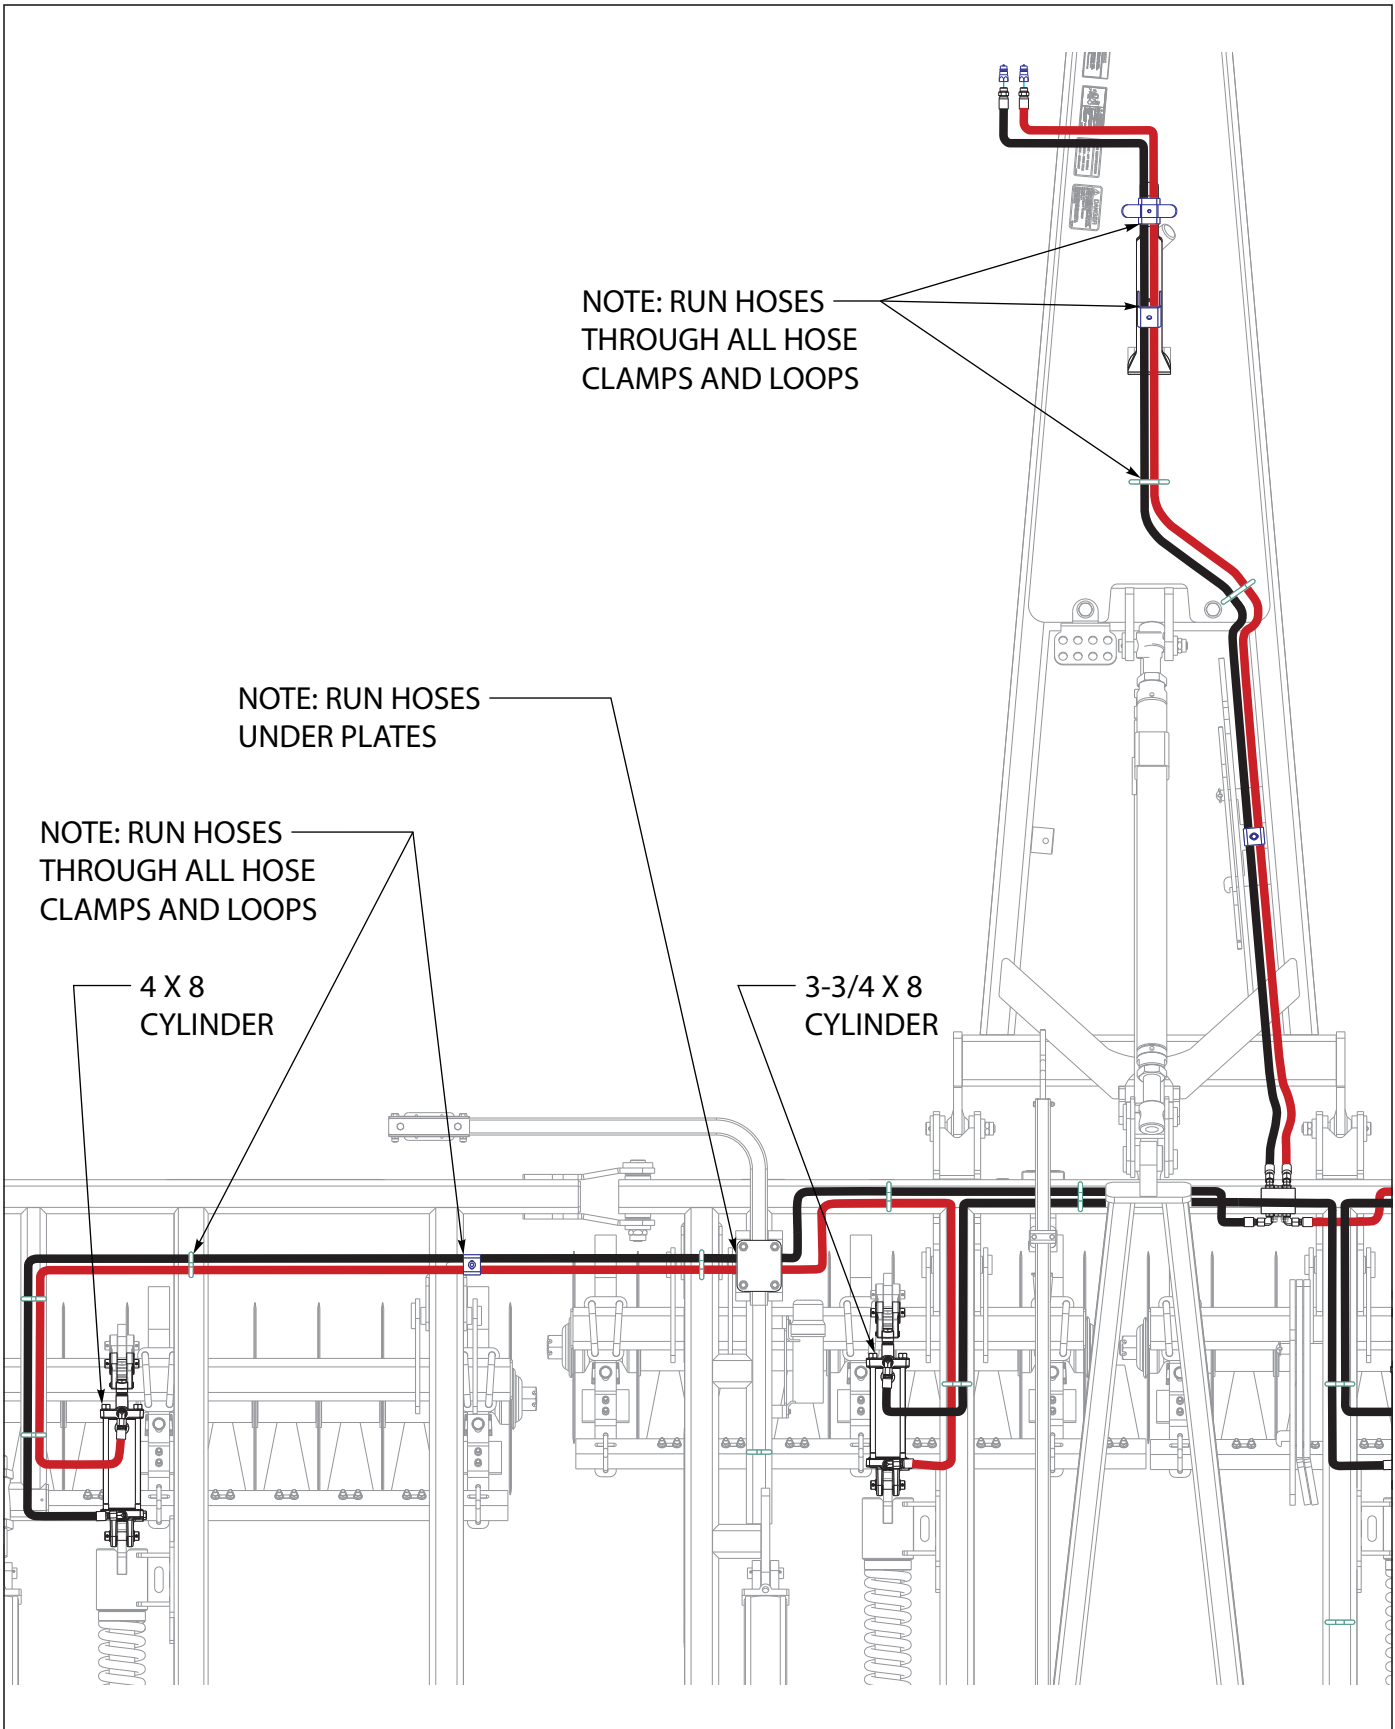 NOTE: RUN HOSES
THROUGH ALL HOSE
CLAMPS AND LOOPS
NOTE: RUN HOSES
UNDER PLATES
NOTE: RUN HOSES
THROUGH ALL HOSE
CLAMPS AND LOOPS
4 X 8
CYLINDER
3-3/4 X 8
CYLINDER
DANGER